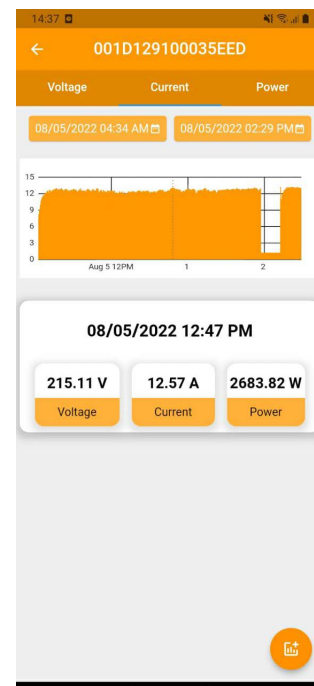 14:37
001D129100035EED
Voltage Current Power
08/05/2022 04:34 AM 08/05/2022 02:29 PM
15
12
9
6
3
0
Aug 5 12PM 1 2
08/05/2022 12:47 PM
215.11 V 12.57 A 2683.82 W
Voltage Current Power